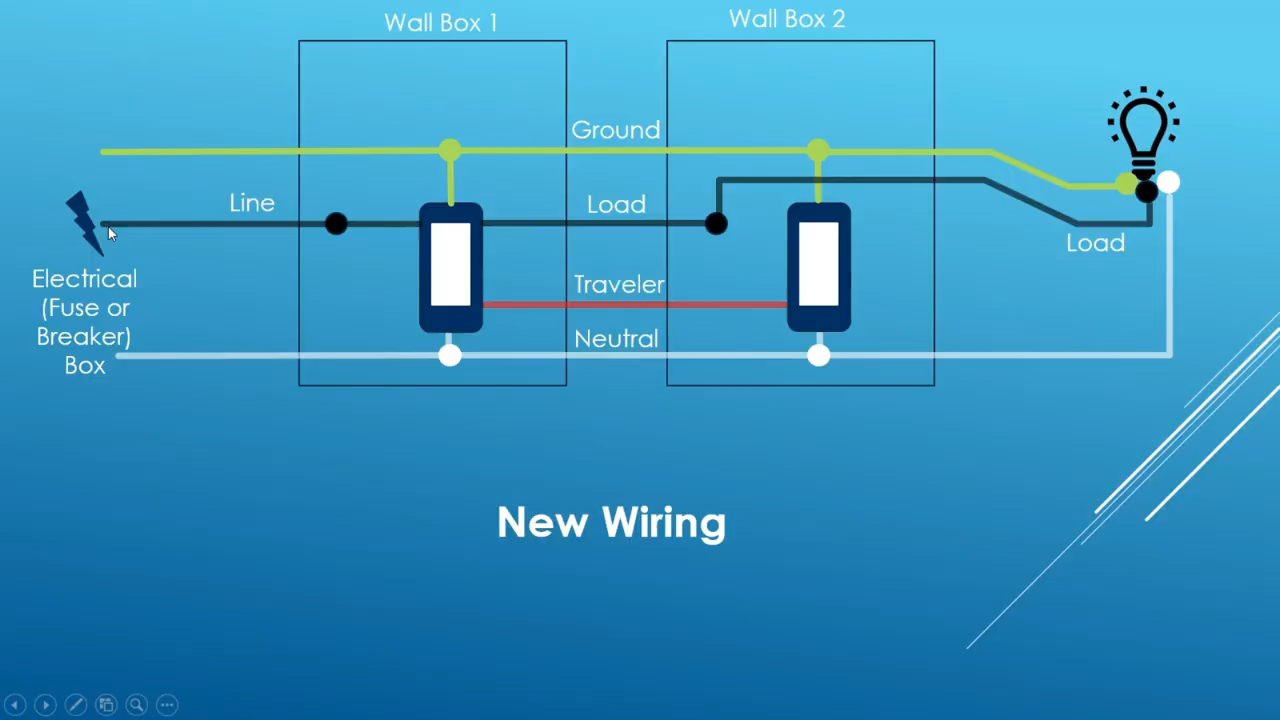 Wall Box 1
Wall Box 2
Ground
Line
Load
Load
Electrical
(Fuse or
Breaker)
Box
Traveler
Neutral
New Wiring